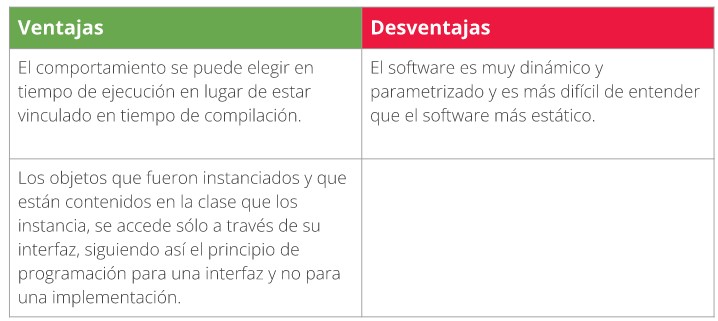 Ventajas
Desventajas
El comportamiento se puede elegir en
tiempo de ejecución en lugar de estar
vinculado en tiempo de compilación.
El software es muy dinámico y
parametrizado y es más difícil de entender
que el software más estático.
Los objetos que fueron instanciados y que
están contenidos en la clase que los
instancia, se accede sólo a través de su
interfaz, siguiendo así el principio de
programación para una interfaz y no para
una implementación.